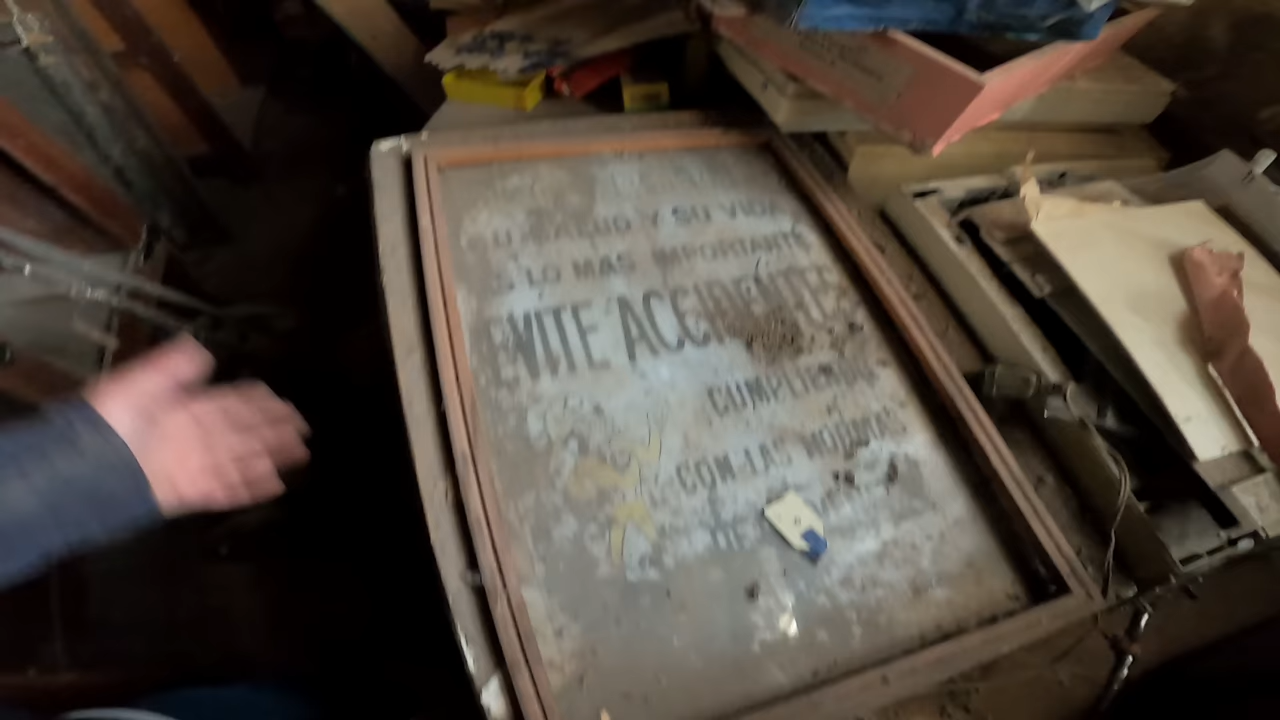 SU SALUD Y SU VIDA
LO MAS IMPORTANTE
EVITE ACCIDENTES
CUMPLIENDO
CON LAS NORMAS